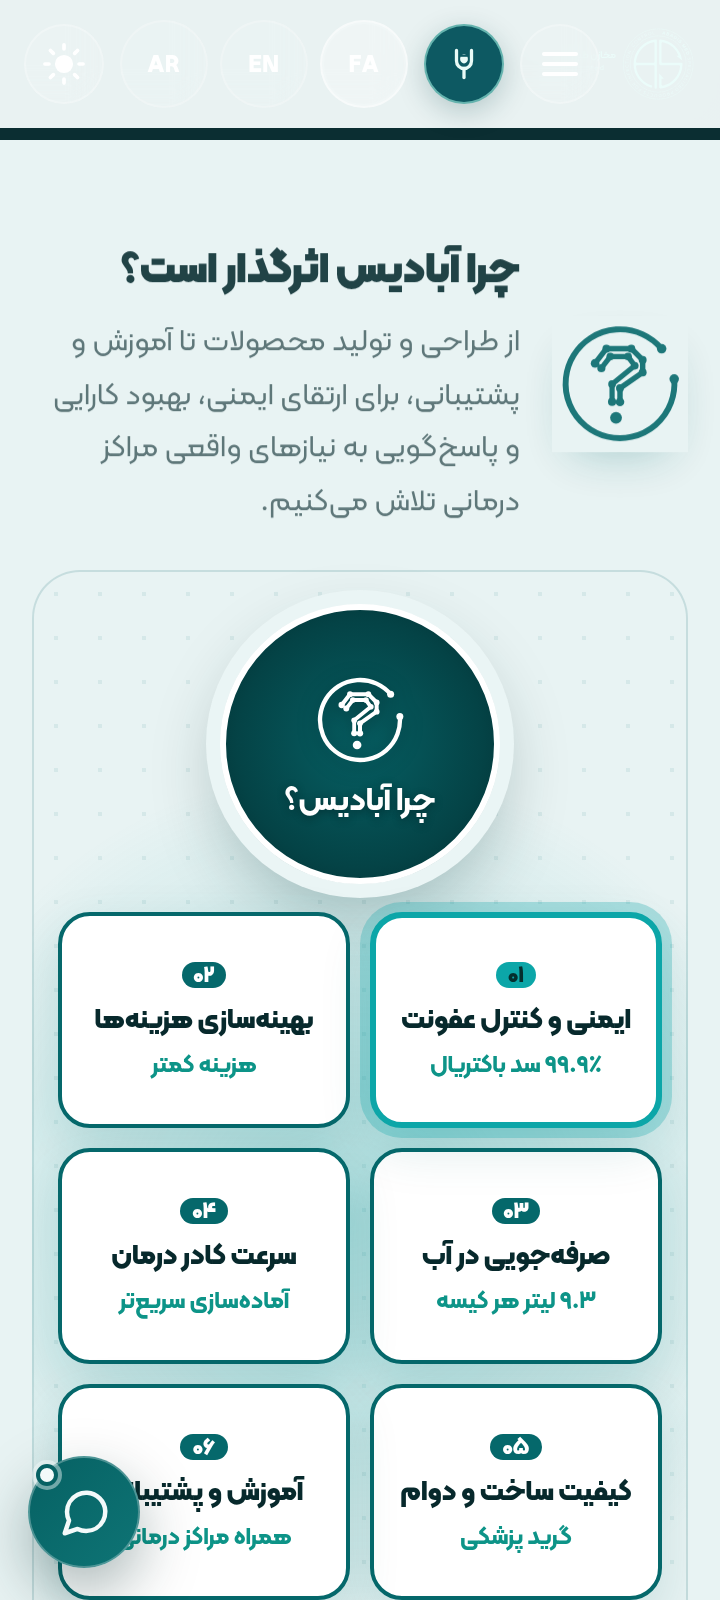 FA
EN
AR
چرا آبادیس اثرگذار است؟
از طراحی و تولید محصولات تا آموزش و
پشتیبانی، برای ارتقای ایمنی، بهبود کارایی
و پاسخ‌گویی به نیازهای واقعی مراکز
درمانی تلاش می‌کنیم.
چرا آبادیس؟
۰۱
ایمنی و کنترل عفونت
۹۹.۹٪ سد باکتریال
۰۲
بهینه‌سازی هزینه‌ها
هزینه کمتر
۰۳
صرفه‌جویی در آب
۹.۳ لیتر هر کیسه
۰۴
سرعت کادر درمان
آماده‌سازی سریع‌تر
۰۵
کیفیت ساخت و دوام
گرید پزشکی
۰۶
آموزش و
همراه مراکز